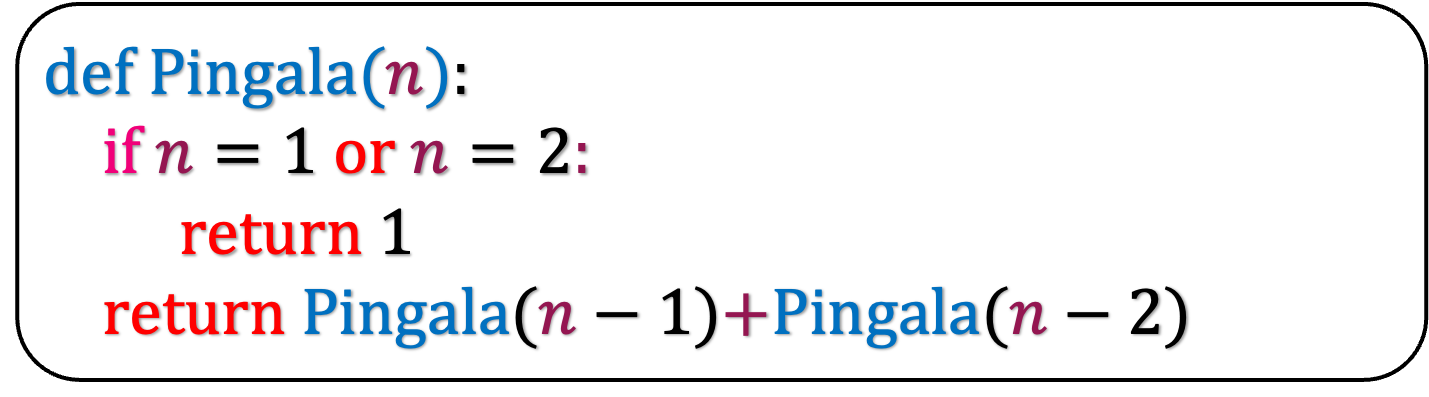 def Pingala(n):
if n = 1 or n = 2:
return 1
return Pingala(n − 1)+Pingala(n − 2)